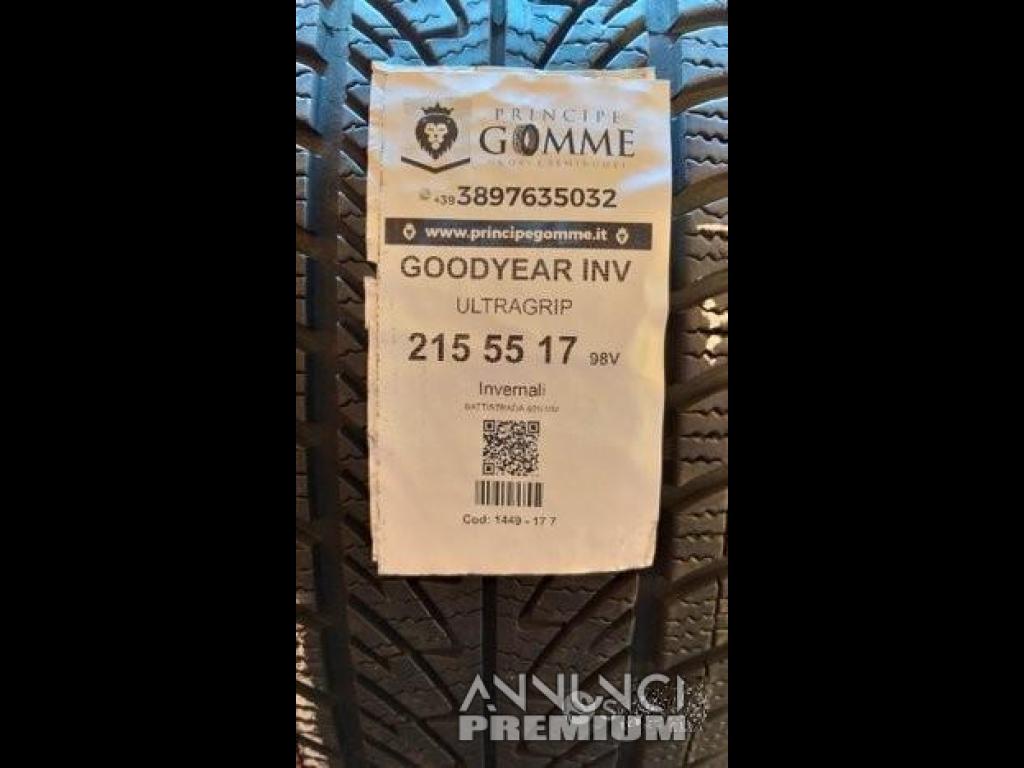 PRINCIPE
GOMME
+39 3897635032
www.principegomme.it
GOODYEAR INV
ULTRAGRIP
215 55 17 98V
Invernali
BATTISTRADA
Cod: 1449 - 17 7
ANNUNCI
PREMIUM